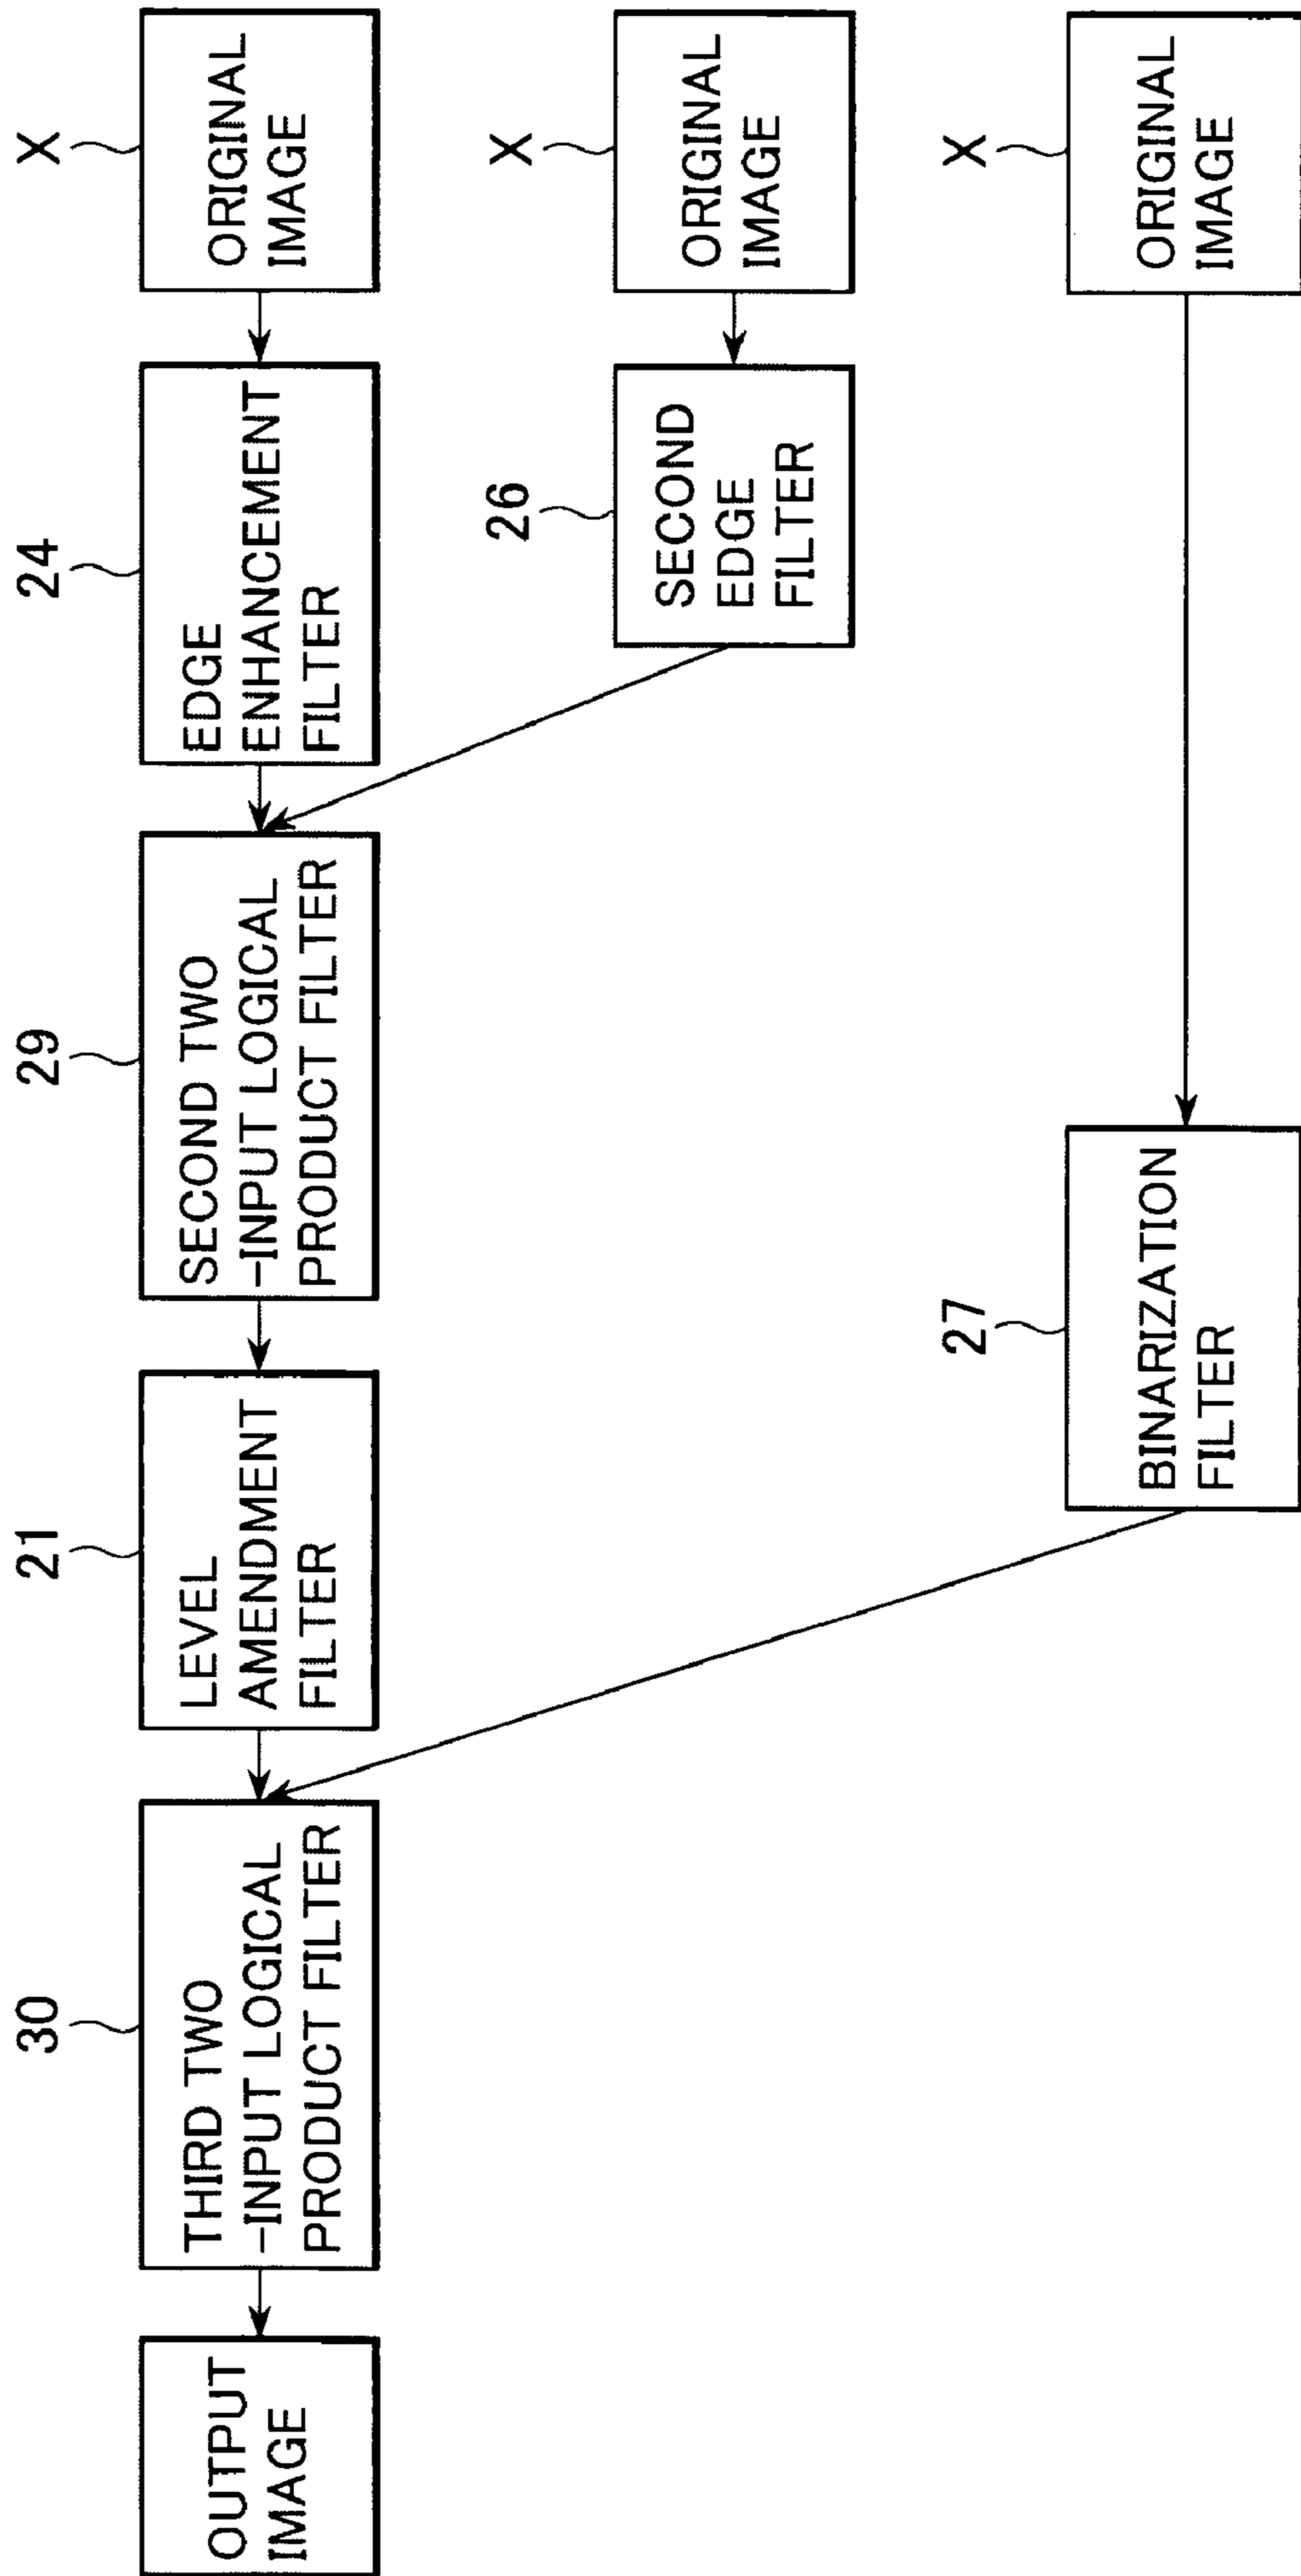 30
21
29
24
X
OUTPUT
IMAGE
THIRD TWO
-INPUT LOGICAL
PRODUCT FILTER
LEVEL
AMENDMENT
FILTER
SECOND TWO
-INPUT LOGICAL
PRODUCT FILTER
EDGE
ENHANCEMENT
FILTER
ORIGINAL
IMAGE
26
X
SECOND
EDGE
FILTER
ORIGINAL
IMAGE
27
X
BINARIZATION
FILTER
ORIGINAL
IMAGE